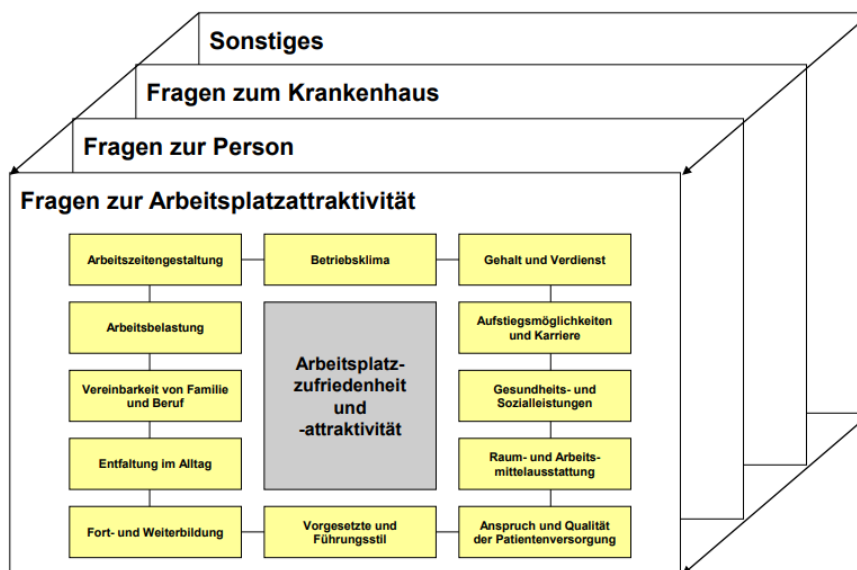 Sonstiges
Fragen zum Krankenhaus
Fragen zur Person
Fragen zur Arbeitsplatzattraktivität
Arbeitszeitengestaltung
Betriebsklima
Gehalt und Verdienst
Arbeitsbelastung
Aufstiegsmöglichkeiten
und Karriere
Arbeitsplatz-
zufriedenheit
und
-attraktivität
Vereinbarkeit von Familie
und Beruf
Gesundheits- und
Sozialleistungen
Entfaltung im Alltag
Raum- und Arbeits-
mittelausstattung
Fort- und Weiterbildung
Vorgesetzte und
Führungsstil
Anspruch und Qualität
der Patientenversorgung